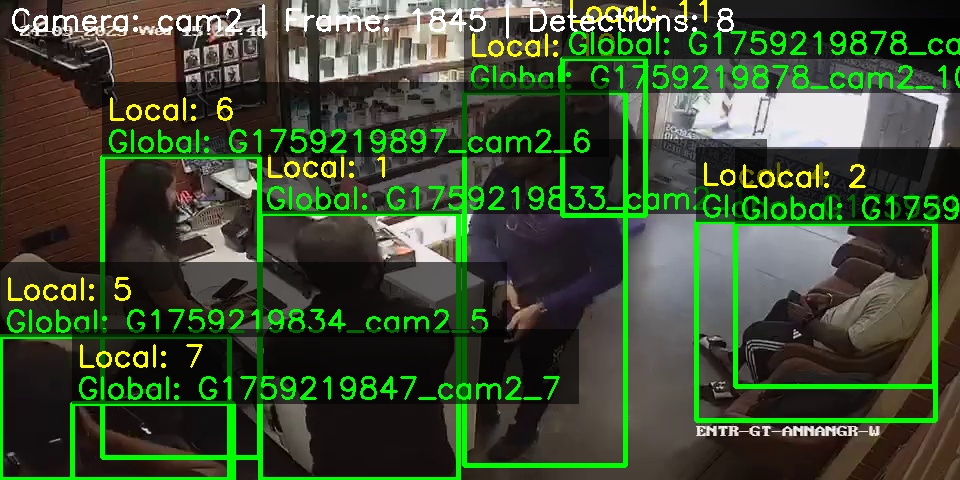 Camera: cam2 | Frame: 1845 | Detections: 8
Local: 11
Global: G1759219878_ca
Local:
Global: G1759219878_cam2_10
Local: 6
Global: G1759219897_cam2_6
Local: 1
Global: G1759219833_cam2
Local: 2
Global: G1759
Local: 5
Global: G1759219834_cam2_5
Local: 7
Global: G1759219847_cam2_7
ENTR-GT-ANNANGR-W